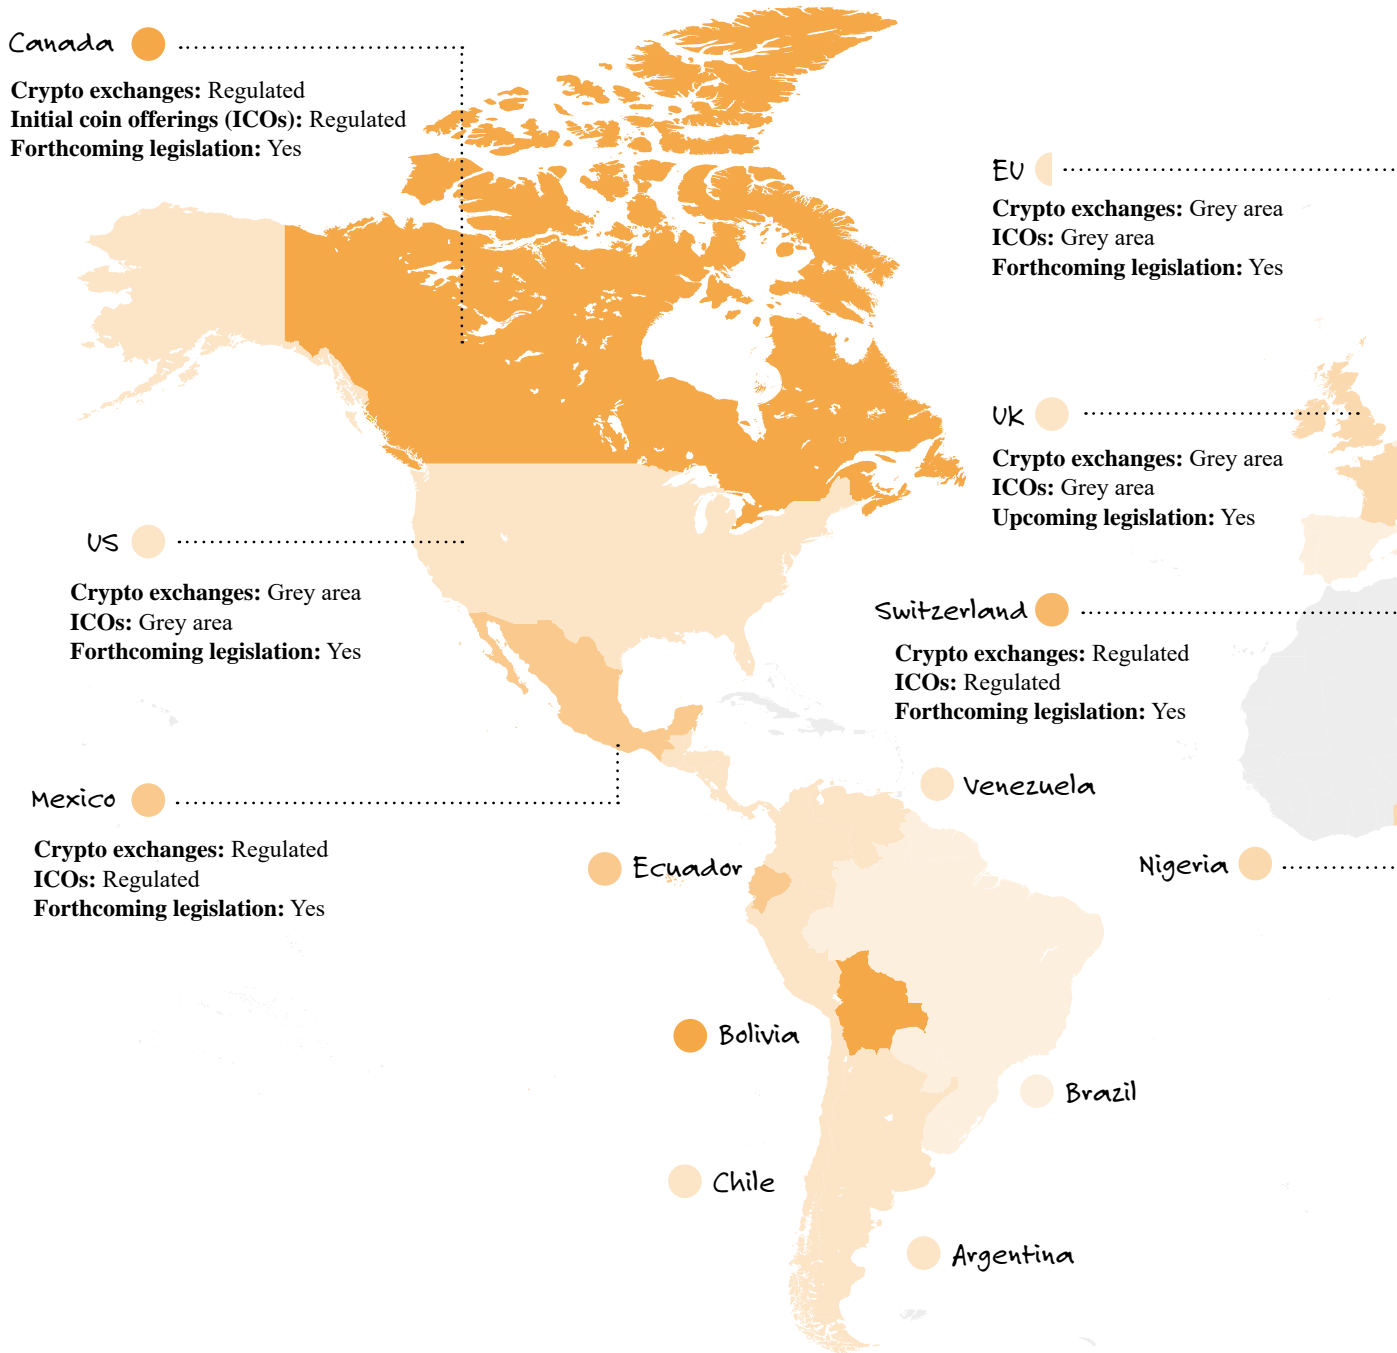 Canada
Crypto exchanges: Regulated
Initial coin offerings (ICOs): Regulated
Forthcoming legislation: Yes
EU
Crypto exchanges: Grey area
ICOs: Grey area
Forthcoming legislation: Yes
UK
Crypto exchanges: Grey area
ICOs: Grey area
Upcoming legislation: Yes
US
Crypto exchanges: Grey area
ICOs: Grey area
Forthcoming legislation: Yes
Switzerland
Crypto exchanges: Regulated
ICOs: Regulated
Forthcoming legislation: Yes
Mexico
Crypto exchanges: Regulated
ICOs: Regulated
Forthcoming legislation: Yes
Venezuela
Ecuador
Nigeria
Bolivia
Brazil
Chile
Argentina